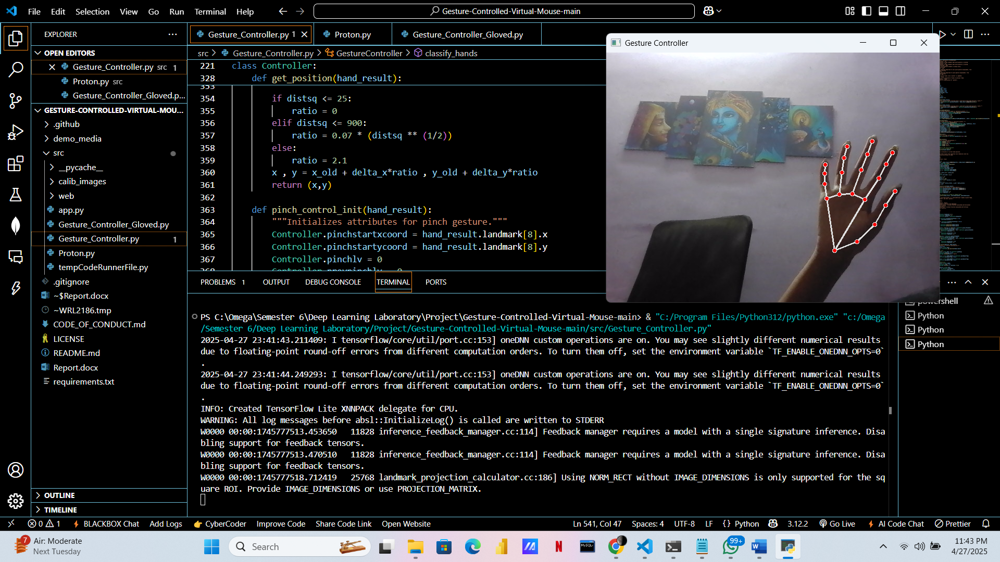 File Edit Selection View Go Run Terminal Help
Gesture-Controlled-Virtual-Mouse-main
EXPLORER
OPEN EDITORS
Gesture_Controller.py src 1
Proton.py src
Gesture_Controller_Gloved.p...
GESTURE-CONTROLLED-VIRTUAL-MOU...
.github
demo_media
src
__pycache__
calib_images
web
app.py
Gesture_Controller_Gloved.py
Gesture_Controller.py 1
Proton.py
tempCodeRunnerFile.py
.gitignore
~$Report.docx
~WRL2186.tmp
CODE_OF_CONDUCT.md
LICENSE
README.md
Report.docx
requirements.txt
OUTLINE
TIMELINE
Gesture_Controller.py 1
Proton.py
Gesture_Controller_Gloved.py
src > Gesture_Controller.py > GestureController > classify_hands
221 class Controller:
328 def get_position(hand_result):
353
354 if distsq <= 25:
355 ratio = 0
356 elif distsq <= 900:
357 ratio = 0.07 * (distsq ** (1/2))
358 else:
359 ratio = 2.1
360 x , y = x_old + delta_x*ratio , y_old + delta_y*ratio
361 return (x,y)
362
363 def pinch_control_init(hand_result):
364 """Initializes attributes for pinch gesture."""
365 Controller.pinchstartxcoord = hand_result.landmark[8].x
366 Controller.pinchstartycoord = hand_result.landmark[8].y
367 Controller.pinchlv = 0
368 Controller.prevpinchlv = 0
Gesture Controller
PROBLEMS 1 OUTPUT DEBUG CONSOLE TERMINAL PORTS
PS C:\Omega\Semester 6\Deep Learning Laboratory\Project\Gesture-Controlled-Virtual-Mouse-main> & "C:/Program Files/Python312/python.exe" "c:/Omega
/Semester 6/Deep Learning Laboratory/Project/Gesture-Controlled-Virtual-Mouse-main/src/Gesture_Controller.py"
2025-04-27 23:41:43.211409: I tensorflow/core/util/port.cc:153] oneDNN custom operations are on. You may see slightly different numerical results
due to floating-point round-off errors from different computation orders. To turn them off, set the environment variable `TF_ENABLE_ONEDNN_OPTS=0`
.
2025-04-27 23:41:44.249293: I tensorflow/core/util/port.cc:153] oneDNN custom operations are on. You may see slightly different numerical results
due to floating-point round-off errors from different computation orders. To turn them off, set the environment variable `TF_ENABLE_ONEDNN_OPTS=0`
.
INFO: Created TensorFlow Lite XNNPACK delegate for CPU.
WARNING: All log messages before absl::InitializeLog() is called are written to STDERR
W0000 00:00:1745777513.453650 11828 inference_feedback_manager.cc:114] Feedback manager requires a model with a single signature inference. Disa
bling support for feedback tensors.
W0000 00:00:1745777513.470510 11828 inference_feedback_manager.cc:114] Feedback manager requires a model with a single signature inference. Disa
bling support for feedback tensors.
W0000 00:00:1745777518.712419 25768 landmark_projection_calculator.cc:186] Using NORM_RECT without IMAGE_DIMENSIONS is only supported for the sq
uare ROI. Provide IMAGE_DIMENSIONS or use PROJECTION_MATRIX.
powershell
Python
Python
Python
0 1 BLACKBOX Chat Add Logs CyberCoder Improve Code Share Code Link Open Website Ln 541, Col 47 Spaces: 4 UTF-8 LF {} Python 3.12.2 Go Live AI Code Chat Prettier
7 Air: Moderate
Next Tuesday
Search
MySQL
99+
11:43 PM
4/27/2025